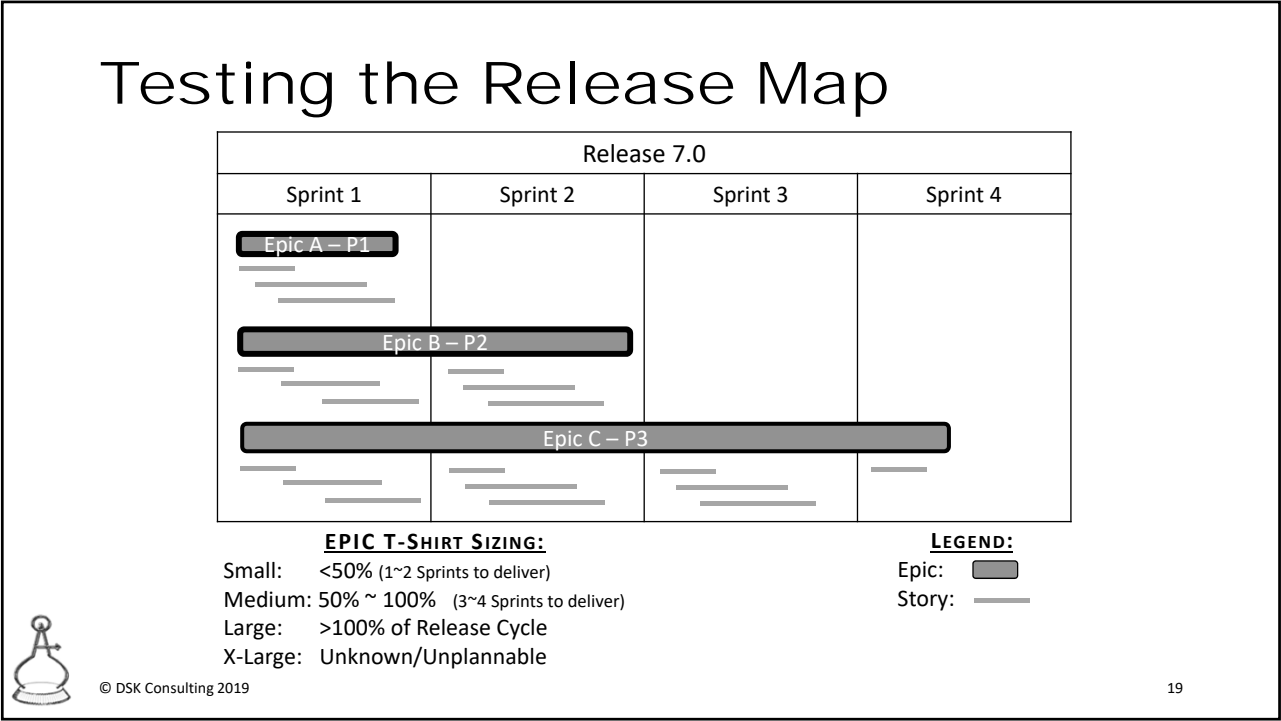 Testing the Release Map
Release 7.0
Sprint 1 Sprint 2 Sprint 3 Sprint 4
Epic A – P1
Epic B – P2
Epic C – P3
EPIC T-SHIRT SIZING:
Small: <50% (1~2 Sprints to deliver)
Medium: 50% ~ 100% (3~4 Sprints to deliver)
Large: >100% of Release Cycle
X-Large: Unknown/Unplannable
LEGEND:
Epic:
Story:
© DSK Consulting 2019
19